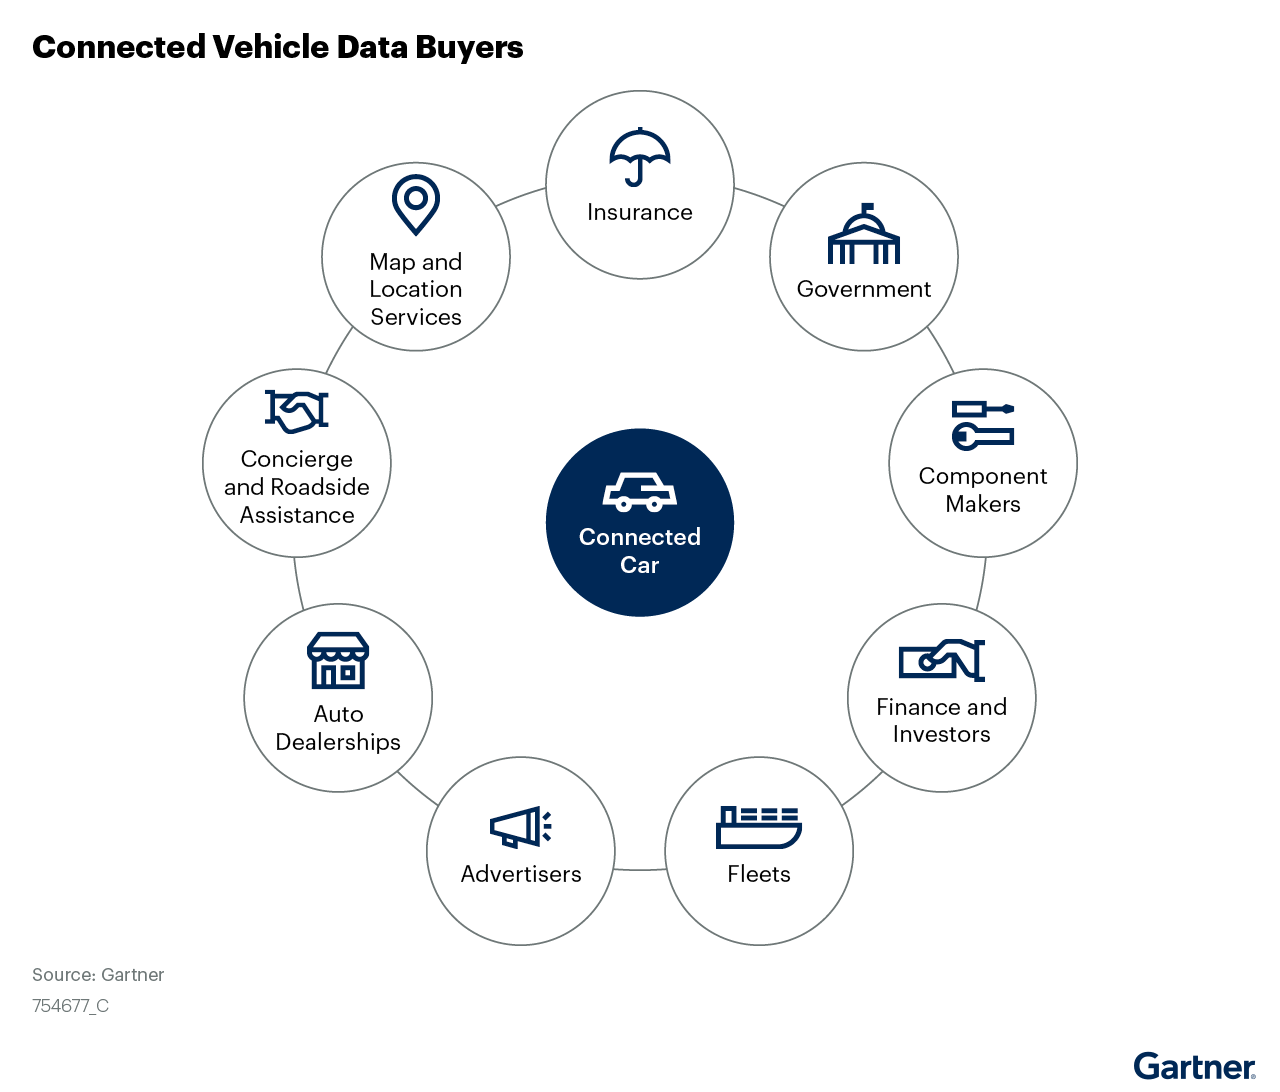 Connected Vehicle Data Buyers
Insurance
Government
Component
Makers
Finance and
Investors
Fleets
Advertisers
Auto
Dealerships
Concierge
and Roadside
Assistance
Map and
Location
Services
Connected
Car
Source: Gartner
754677_C
Gartner®